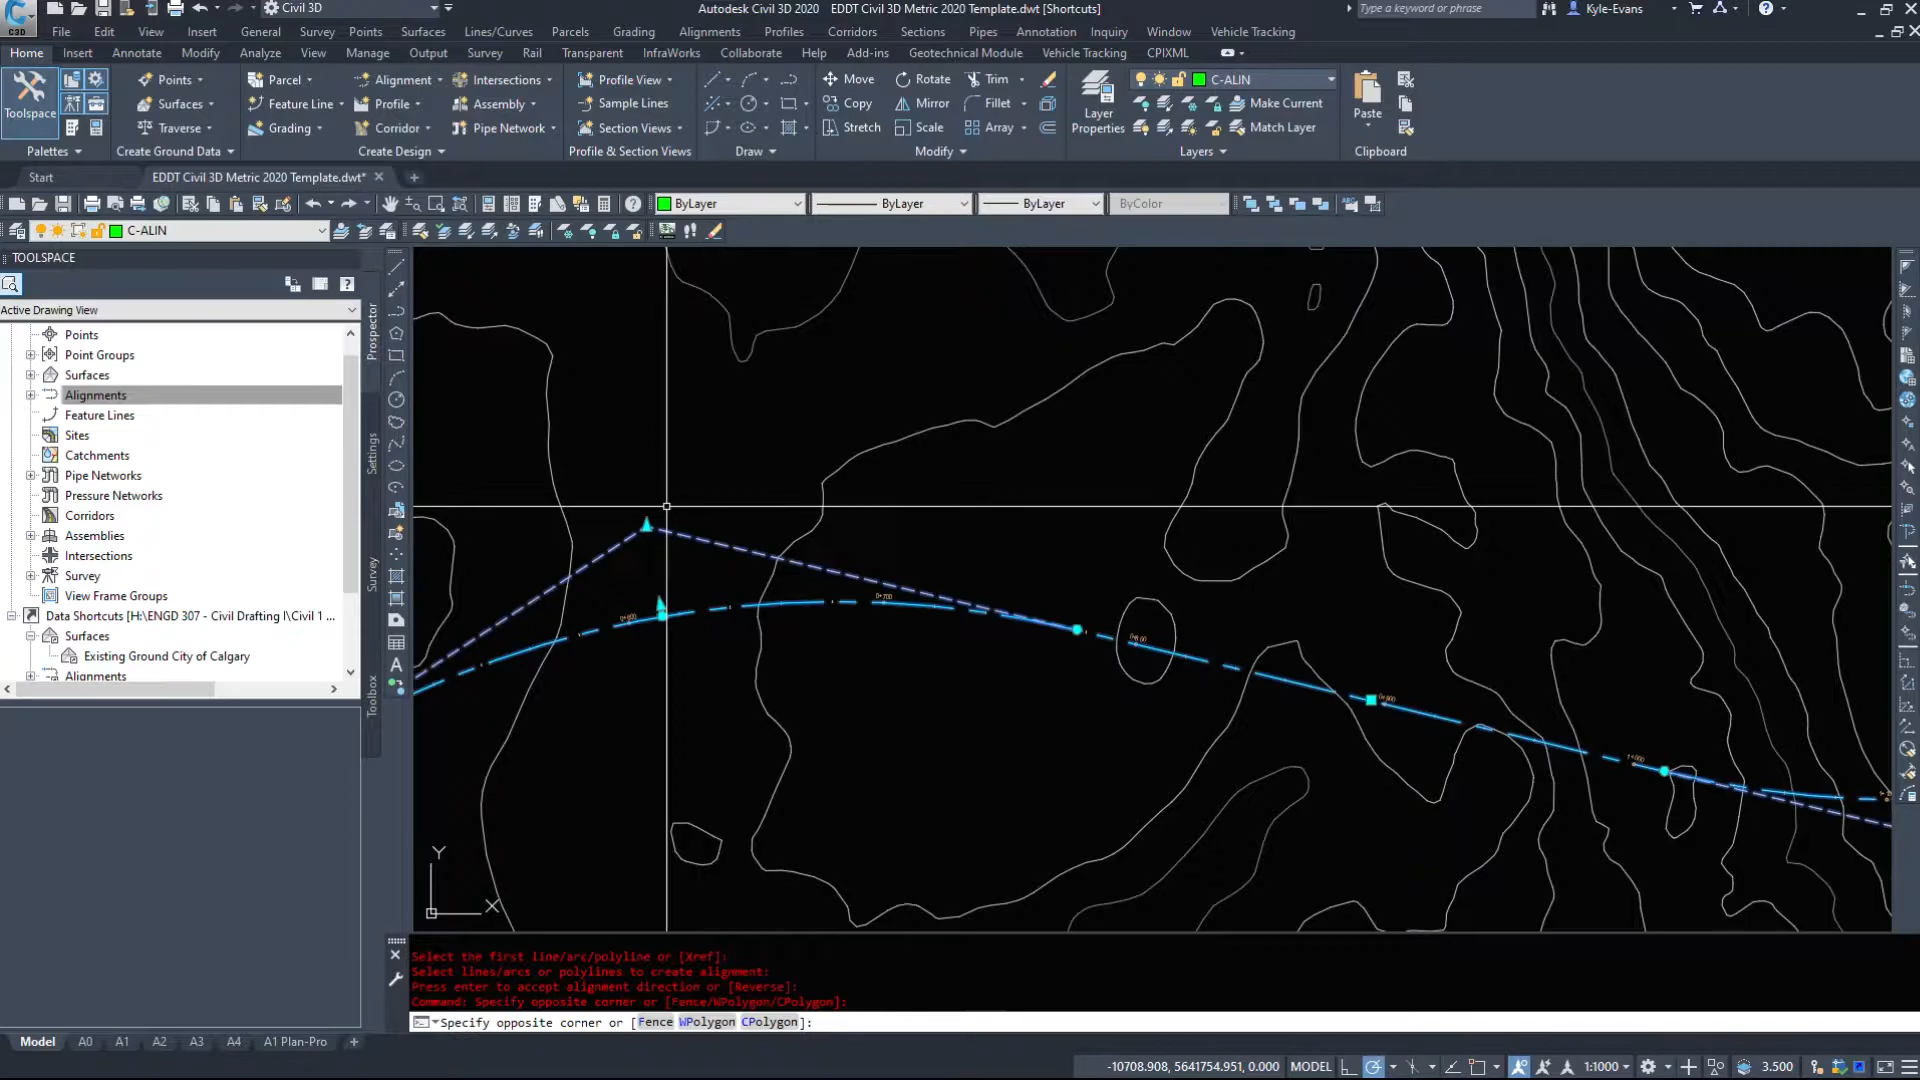 Civil 3D
Autodesk Civil 3D 2020 EDDT Civil 3D Metric 2020 Template.dwt [Shortcuts]
Type a keyword or phrase
Kyle-Evans
C3D
File Edit View Insert General Survey Points Surfaces Lines/Curves Parcels Grading Alignments Profiles Corridors Sections Pipes Annotation Inquiry Window Vehicle Tracking
Home Insert Annotate Modify Analyze View Manage Output Survey Rail Transparent InfraWorks Collaborate Help Add-ins Geotechnical Module Vehicle Tracking CPIXML
Points Parcel Alignment Intersections Profile View Move Rotate Trim C-ALIN
Toolspace Surfaces Feature Line Profile Assembly Sample Lines Copy Mirror Fillet Layer Properties Make Current Paste
Traverse Grading Corridor Pipe Network Section Views Stretch Scale Array Match Layer
Palettes Create Ground Data Create Design Profile & Section Views Draw Modify Layers Clipboard
Start EDDT Civil 3D Metric 2020 Template.dwt*
ByLayer ByLayer ByLayer ByColor
C-ALIN
TOOLSPACE
Active Drawing View
Points
Point Groups
Surfaces
Alignments
Feature Lines
Sites
Catchments
Pipe Networks
Pressure Networks
Corridors
Assemblies
Intersections
Survey
View Frame Groups
Data Shortcuts [H:\ENGD 307 - Civil Drafting I\Civil 1 ...
Surfaces
Existing Ground City of Calgary
Alignments
Prospector
Settings
Survey
Toolbox
0+700
Y
X
Select the first line/arc/polyline or [Xref]:
Select lines/arcs or polylines to create alignment:
Press enter to accept alignment direction or [Reverse]:
Command: Specify opposite corner or [Fence/WPolygon/CPolygon]:
Specify opposite corner or [Fence WPolygon CPolygon]:
Model A0 A1 A2 A3 A4 A1 Plan-Pro
-10708.908, 5641754.951, 0.000 MODEL 1:1000 3.500